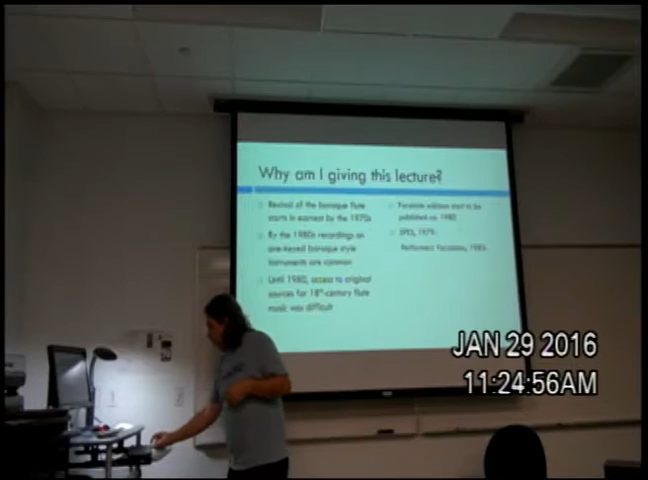 Why am I giving this lecture?
Revival of the baroque flute
starts in earnest by the 1970s
By the 1980s recordings on
one-keyed baroque style
instruments are common
Until 1980, access to original
sources for 18th-century flute
music was difficult
Facsimile editions start to be
published ca. 1980
SPES, 1979-
Performers' Facsimiles, 1985-
JAN 29 2016
11:24:56AM